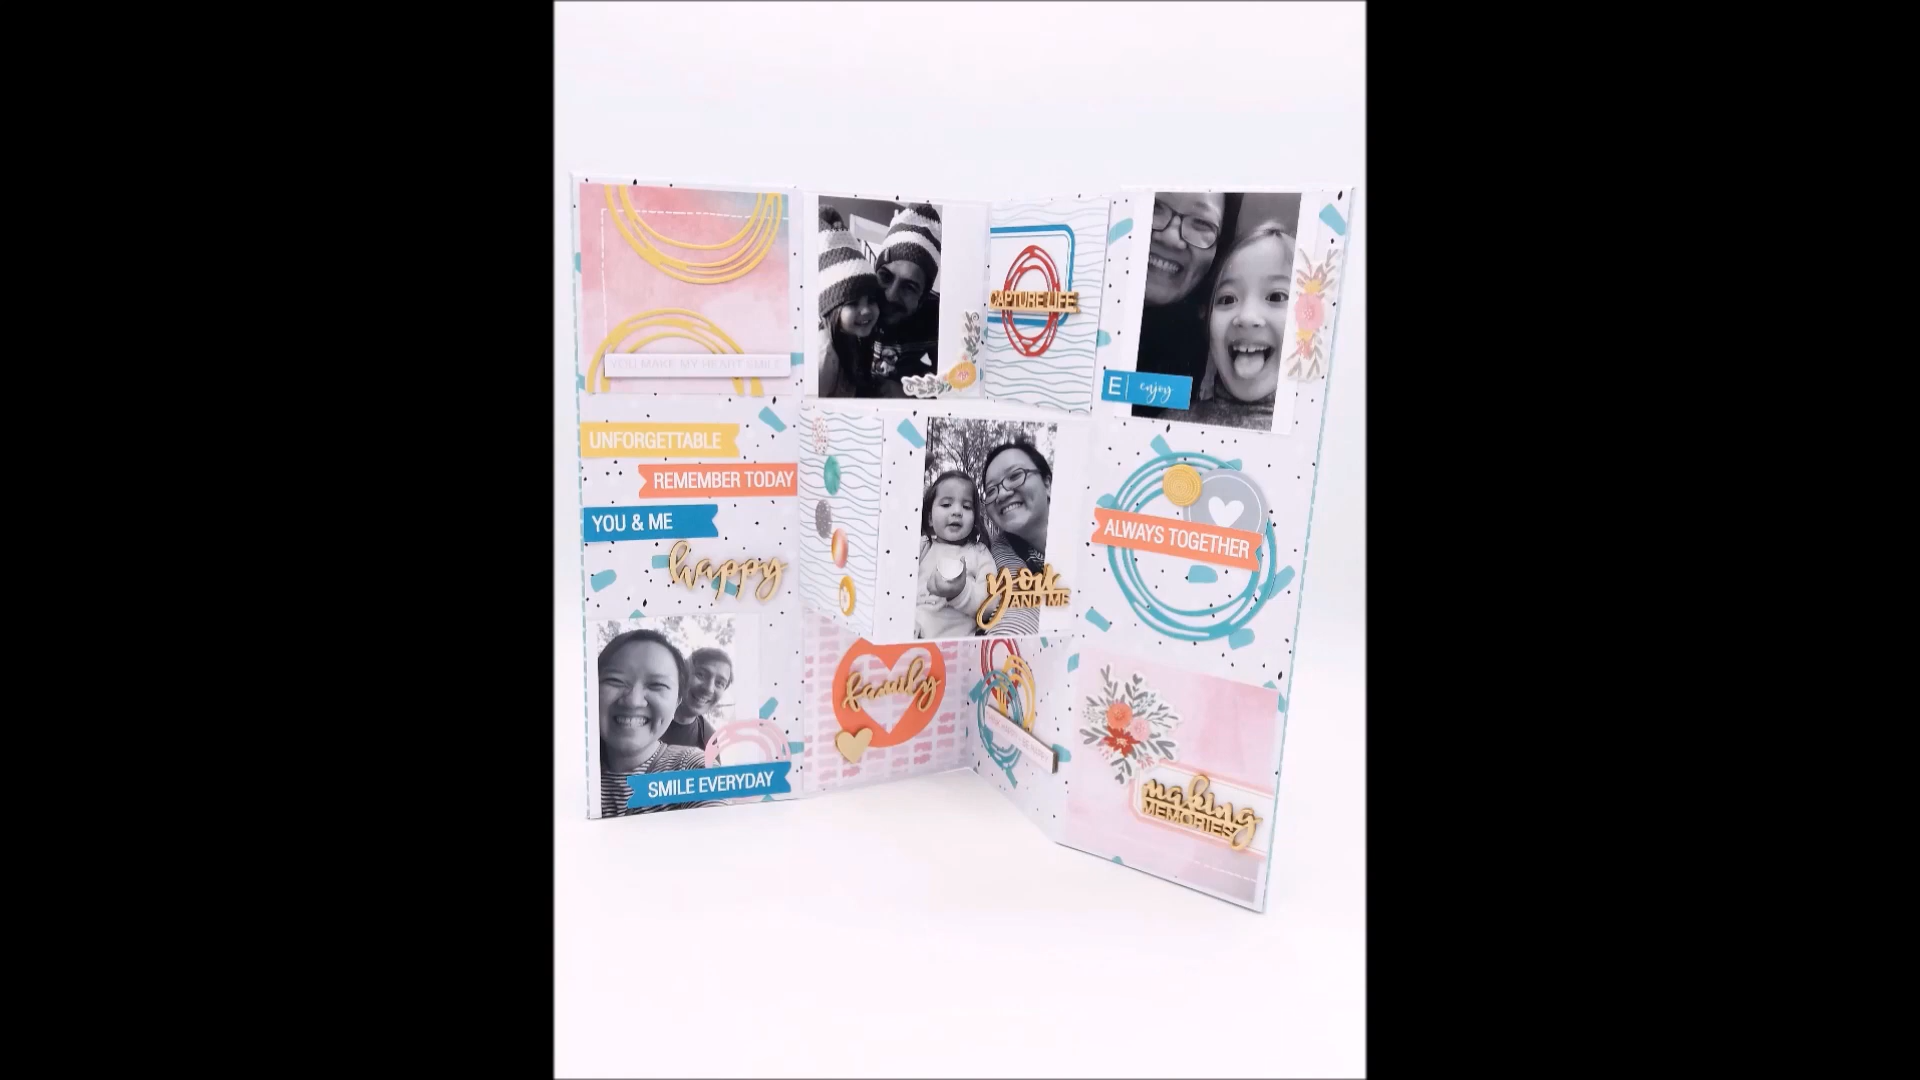 YOU MAKE MY HEART SMILE
CAPTURE LIFE
E enjoy
UNFORGETTABLE
REMEMBER TODAY
YOU & ME
happy
you
AND ME
ALWAYS TOGETHER
SMILE EVERYDAY
family
making
MEMORIES